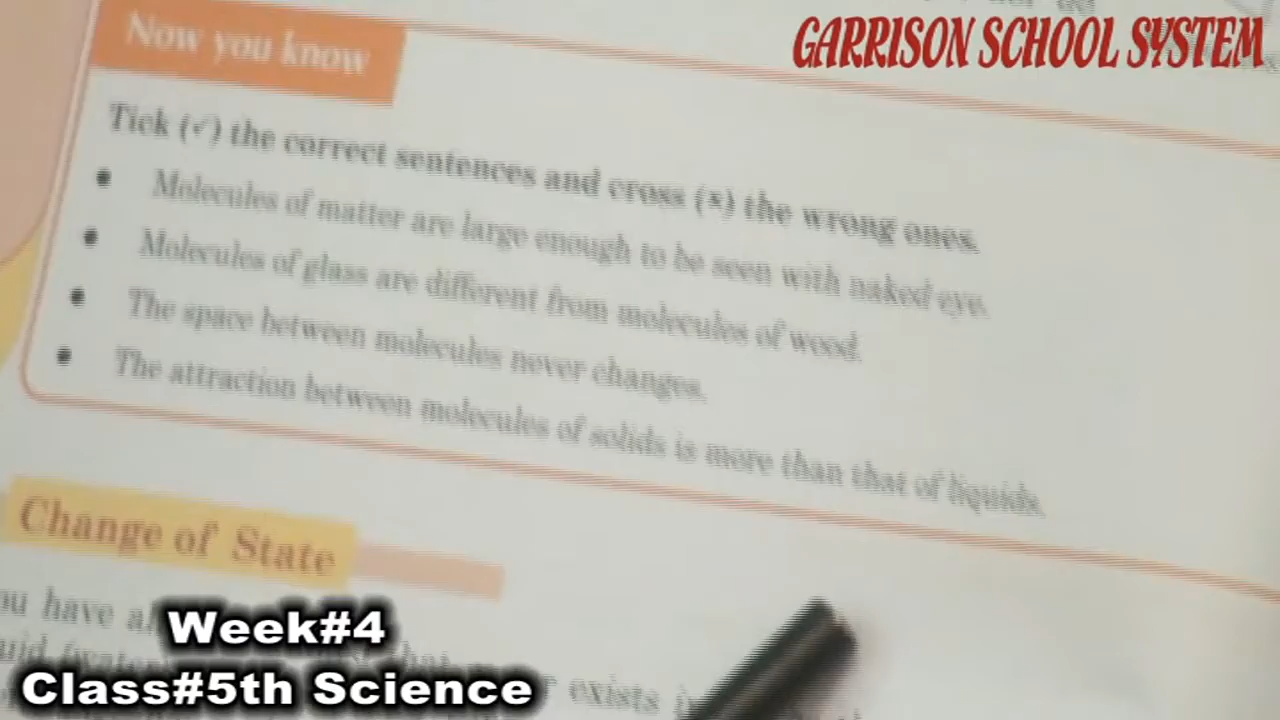 GARRISON SCHOOL SYSTEM
Now you know
Tick (✓) the correct sentences and cross (×) the wrong ones.
• Molecules of matter are large enough to be seen with naked eye.
• Molecules of glass are different from molecules of wood.
• The space between molecules never changes.
• The attraction between molecules of solids is more than that of liquids.
Change of State
have
exists
Week#4
Class#5th Science